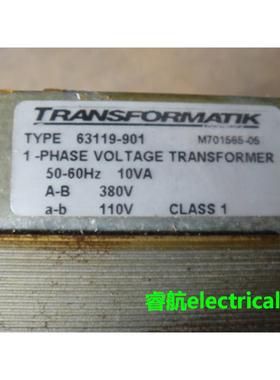 TRANSFORMATIK
TYPE 63119-901 M701565-05
1-PHASE VOLTAGE TRANSFORMER
50-60Hz 10VA
A-B 380V
a-b 110V CLASS 1
睿航electrical